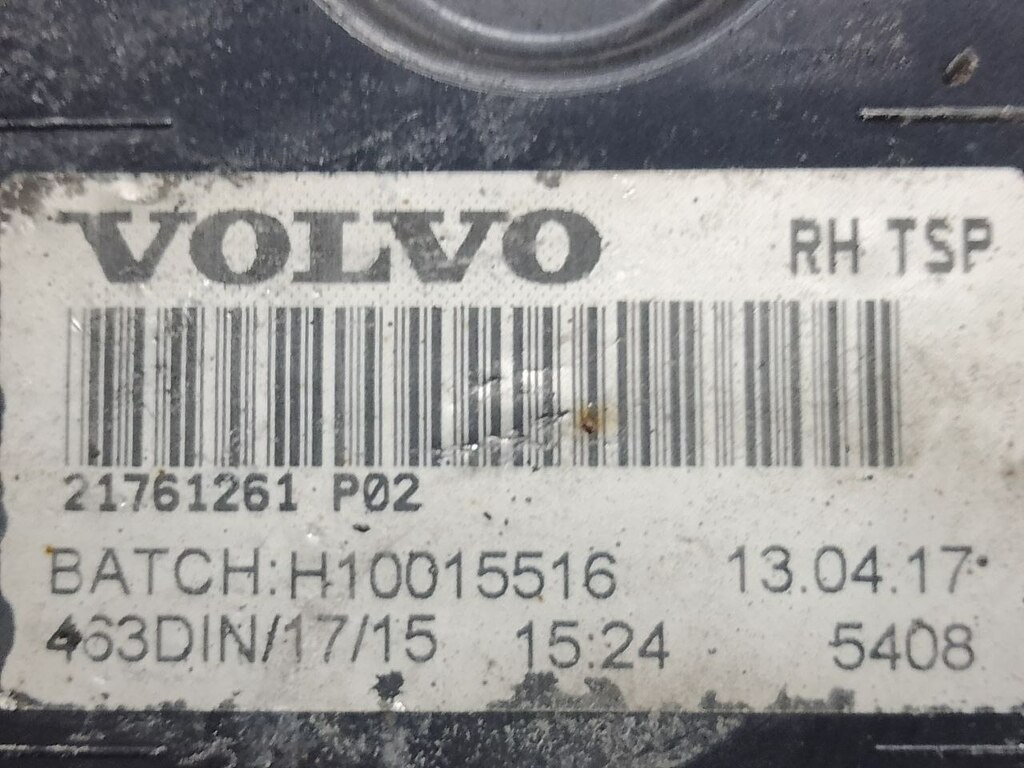 VOLVO RH TSP
21761261 P02
BATCH:H10015516 13.04.17
463DIN/17/15 15:24 5408